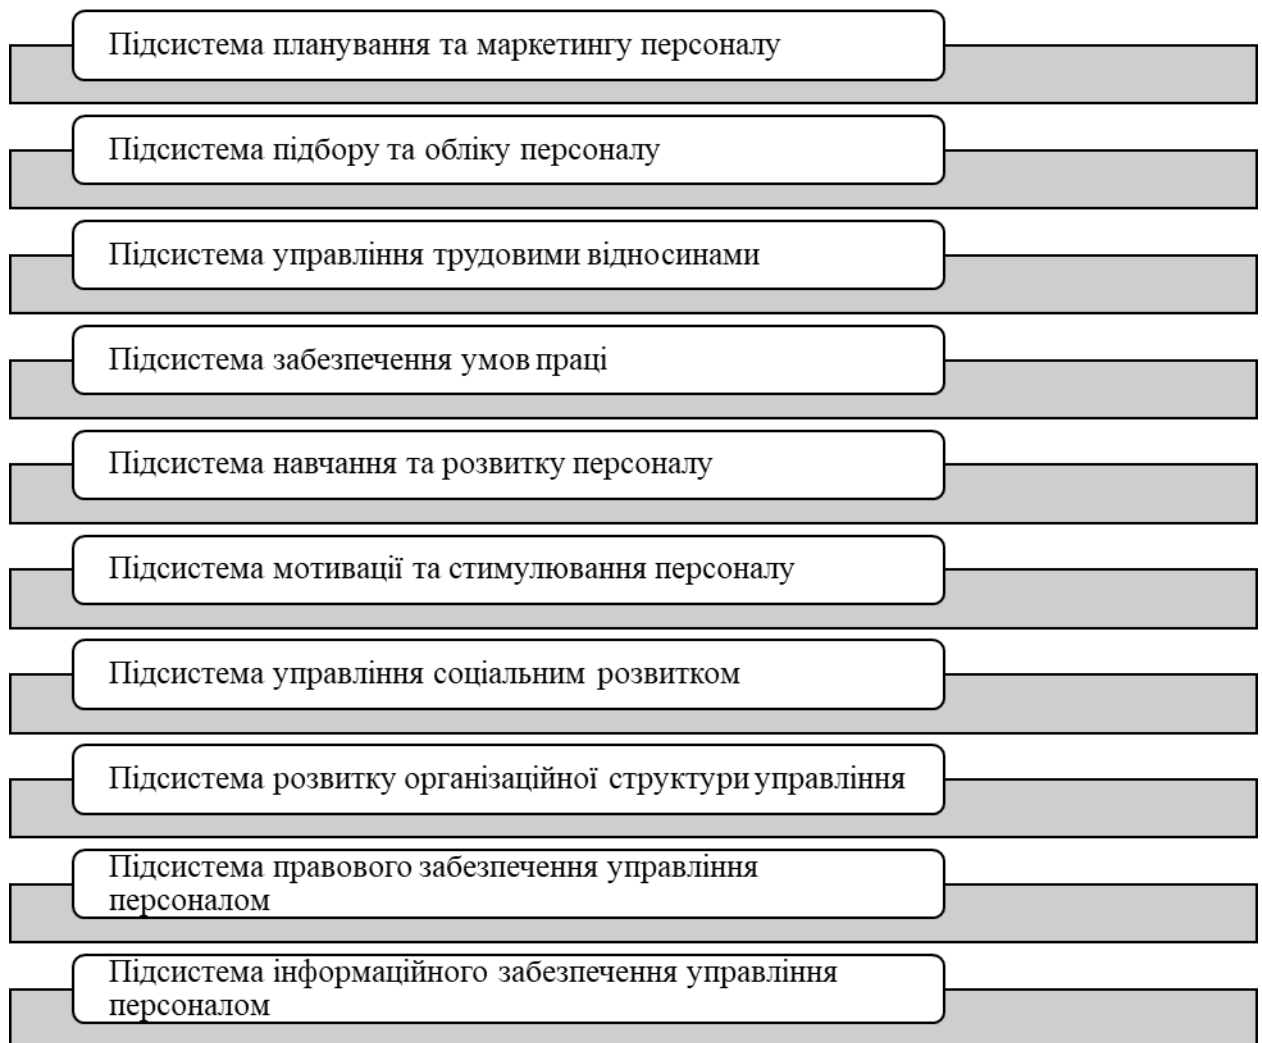 Підсистема планування та маркетингу персоналу
Підсистема підбору та обліку персоналу
Підсистема управління трудовими відносинами
Підсистема забезпечення умов праці
Підсистема навчання та розвитку персоналу
Підсистема мотивації та стимулювання персоналу
Підсистема управління соціальним розвитком
Підсистема розвитку організаційної структури управління
Підсистема правового забезпечення управління
персоналом
Підсистема інформаційного забезпечення управління
персоналом